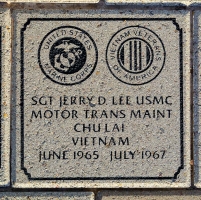 UNITED STATES
MARINE CORPS
VIETNAM VETERANS
OF AMERICA
SGT JERRY D. LEE USMC
MOTOR TRANS MAINT
CHU LAI
VIETNAM
JUNE 1965 JULY 1967